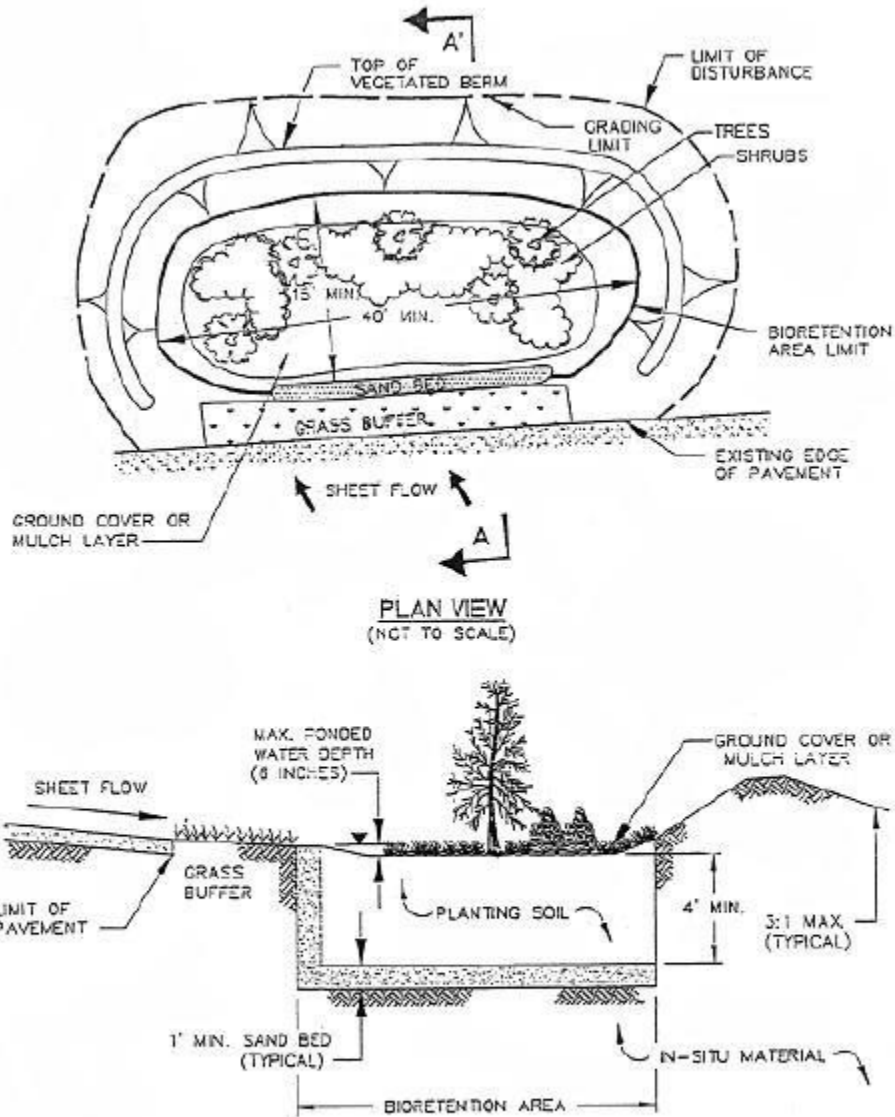 A'
TOP OF
VEGETATED BERM
LIMIT OF
DISTURBANCE
GRADING
LIMIT
TREES
SHRUBS
15' MIN.
40' MIN.
BIORETENTION
AREA LIMIT
SAND BED
GRASS BUFFER
EXISTING EDGE
OF PAVEMENT
SHEET FLOW
GROUND COVER OR
MULCH LAYER
A
PLAN VIEW
(NOT TO SCALE)
MAX. PONDED
WATER DEPTH
(6 INCHES)
GROUND COVER OR
MULCH LAYER
SHEET FLOW
GRASS
BUFFER
LIMIT OF
PAVEMENT
PLANTING SOIL
4' MIN.
3:1 MAX.
(TYPICAL)
1' MIN. SAND BED
(TYPICAL)
IN-SITU MATERIAL
BIORETENTION AREA